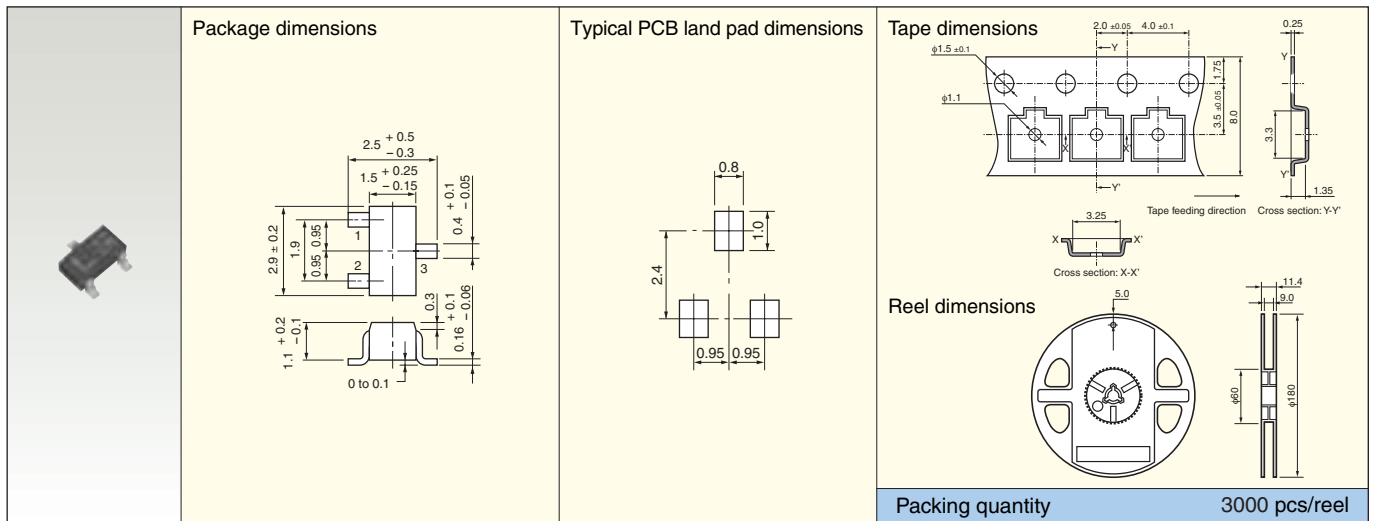 Package dimensions
2.5 + 0.5 − 0.3
1.5 + 0.25 − 0.15
0.4 + 0.1 − 0.05
2.9 ± 0.2
1.9
0.95
0.95
1
2
3
1.1 + 0.2 − 0.1
0.3
0.16 + 0.1 − 0.06
0 to 0.1
Typical PCB land pad dimensions
0.8
1.0
2.4
0.95
0.95
Tape dimensions
2.0 ±0.05
4.0 ±0.1
0.25
φ1.5 ±0.1
Y
Y
1.75
φ1.1
3.5 ±0.05
8.0
3.3
X
X'
Y'
Y'
1.35
Tape feeding direction
Cross section: Y-Y'
3.25
X
X'
Cross section: X-X'
Reel dimensions
5.0
11.4
9.0
φ60
φ180
Packing quantity
3000 pcs/reel